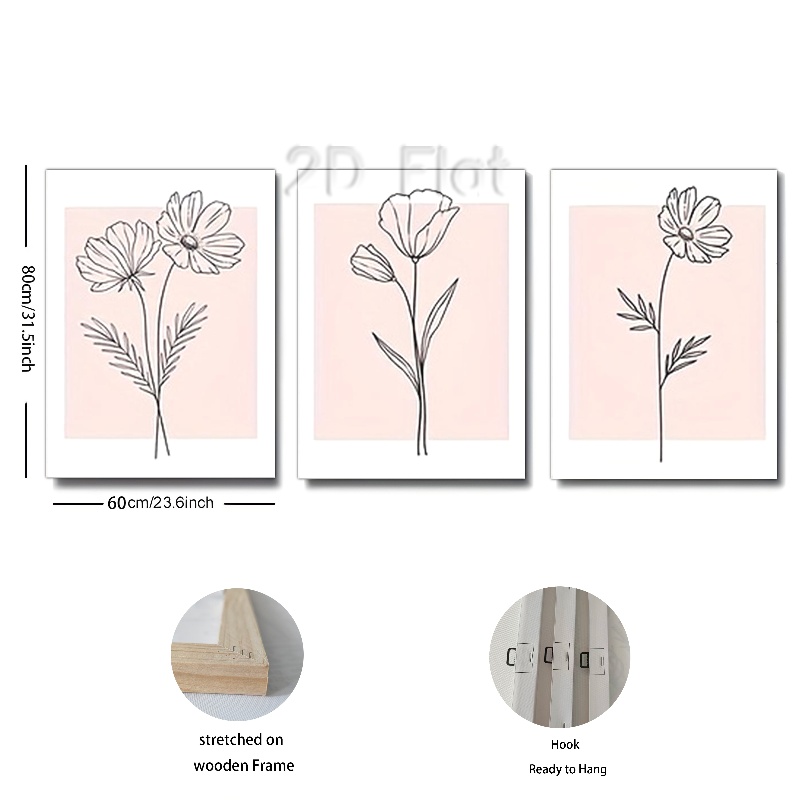 2D Flat
80cm/31.5inch
60cm/23.6inch
stretched on
wooden Frame
Hook
Ready to Hang